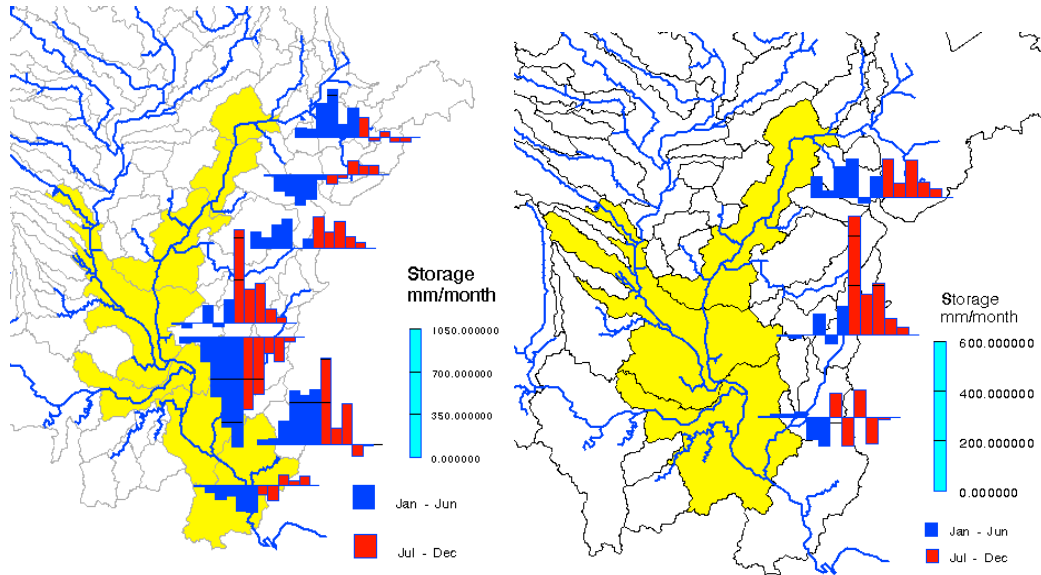 Storage
mm/month
1050.000000
700.000000
350.000000
0.000000
Jan - Jun
Jul - Dec
Storage
mm/month
600.000000
400.000000
200.000000
0.000000
Jan - Jun
Jul - Dec